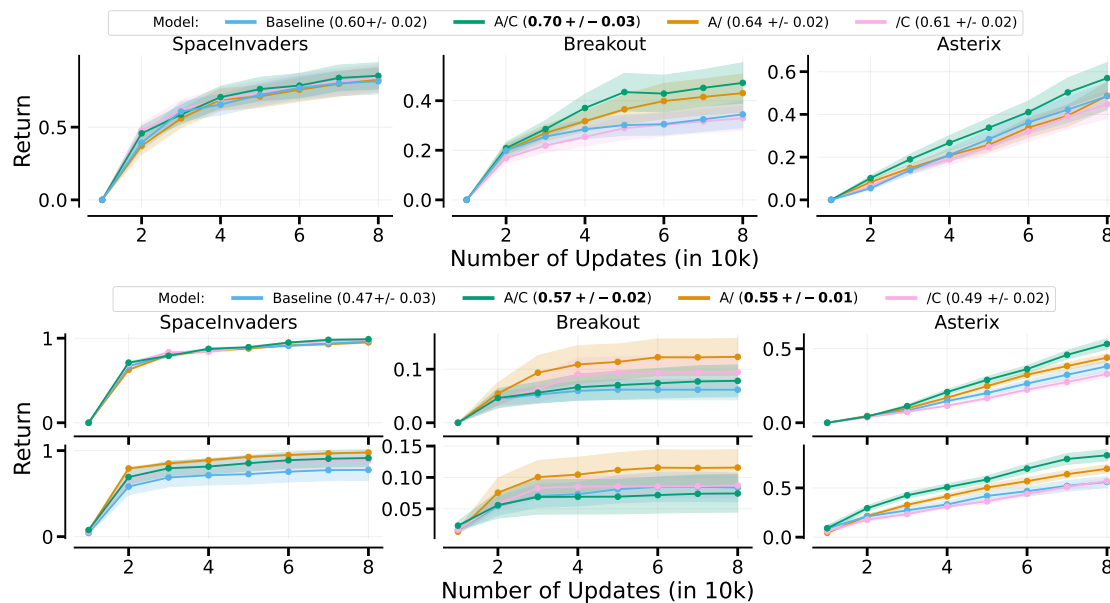 Model: Baseline (0.60+/- 0.02) A/C (0.70 +/- 0.03) A/ (0.64 +/- 0.02) /C (0.61 +/- 0.02)
SpaceInvaders Breakout Asterix
Return
0.5
0.0
0.4
0.2
0.0
0.6
0.4
0.2
0.0
2 4 6 8 2 4 6 8 2 4 6 8
Number of Updates (in 10k)
Model: Baseline (0.47+/- 0.03) A/C (0.57 +/- 0.02) A/ (0.55 +/- 0.01) /C (0.49 +/- 0.02)
SpaceInvaders Breakout Asterix
Return
1
0
0.1
0.0
0.5
0.0
1
0
0.15
0.10
0.05
0.5
0.0
2 4 6 8 2 4 6 8 2 4 6 8
Number of Updates (in 10k)